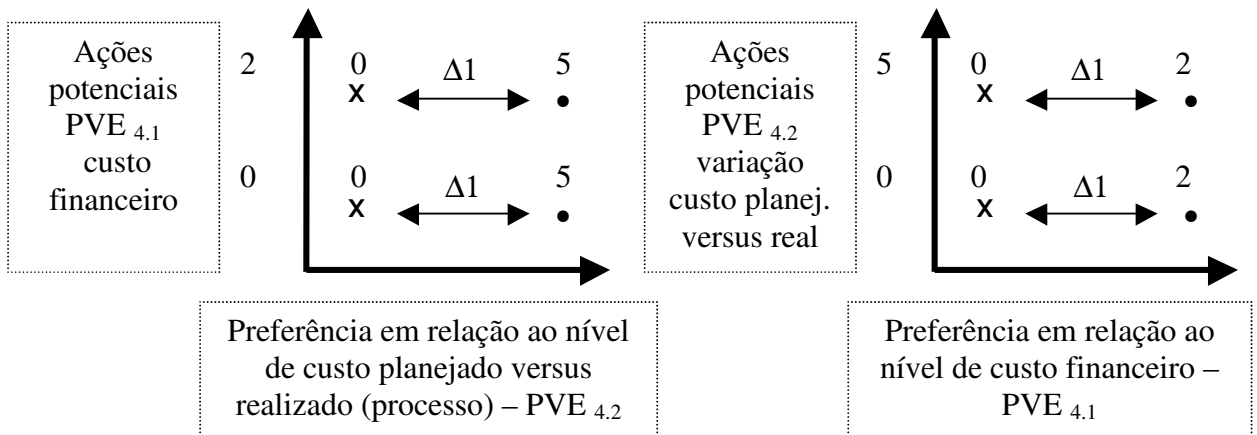 Ações
potenciais
PVE 4.1
custo
financeiro
2 0 Δ1 5
x •
0 0 Δ1 5
x •
Preferência em relação ao nível
de custo planejado versus
realizado (processo) – PVE 4.2
Ações
potenciais
PVE 4.2
variação
custo planej.
versus real
5 0 Δ1 2
x •
0 0 Δ1 2
x •
Preferência em relação ao
nível de custo financeiro –
PVE 4.1